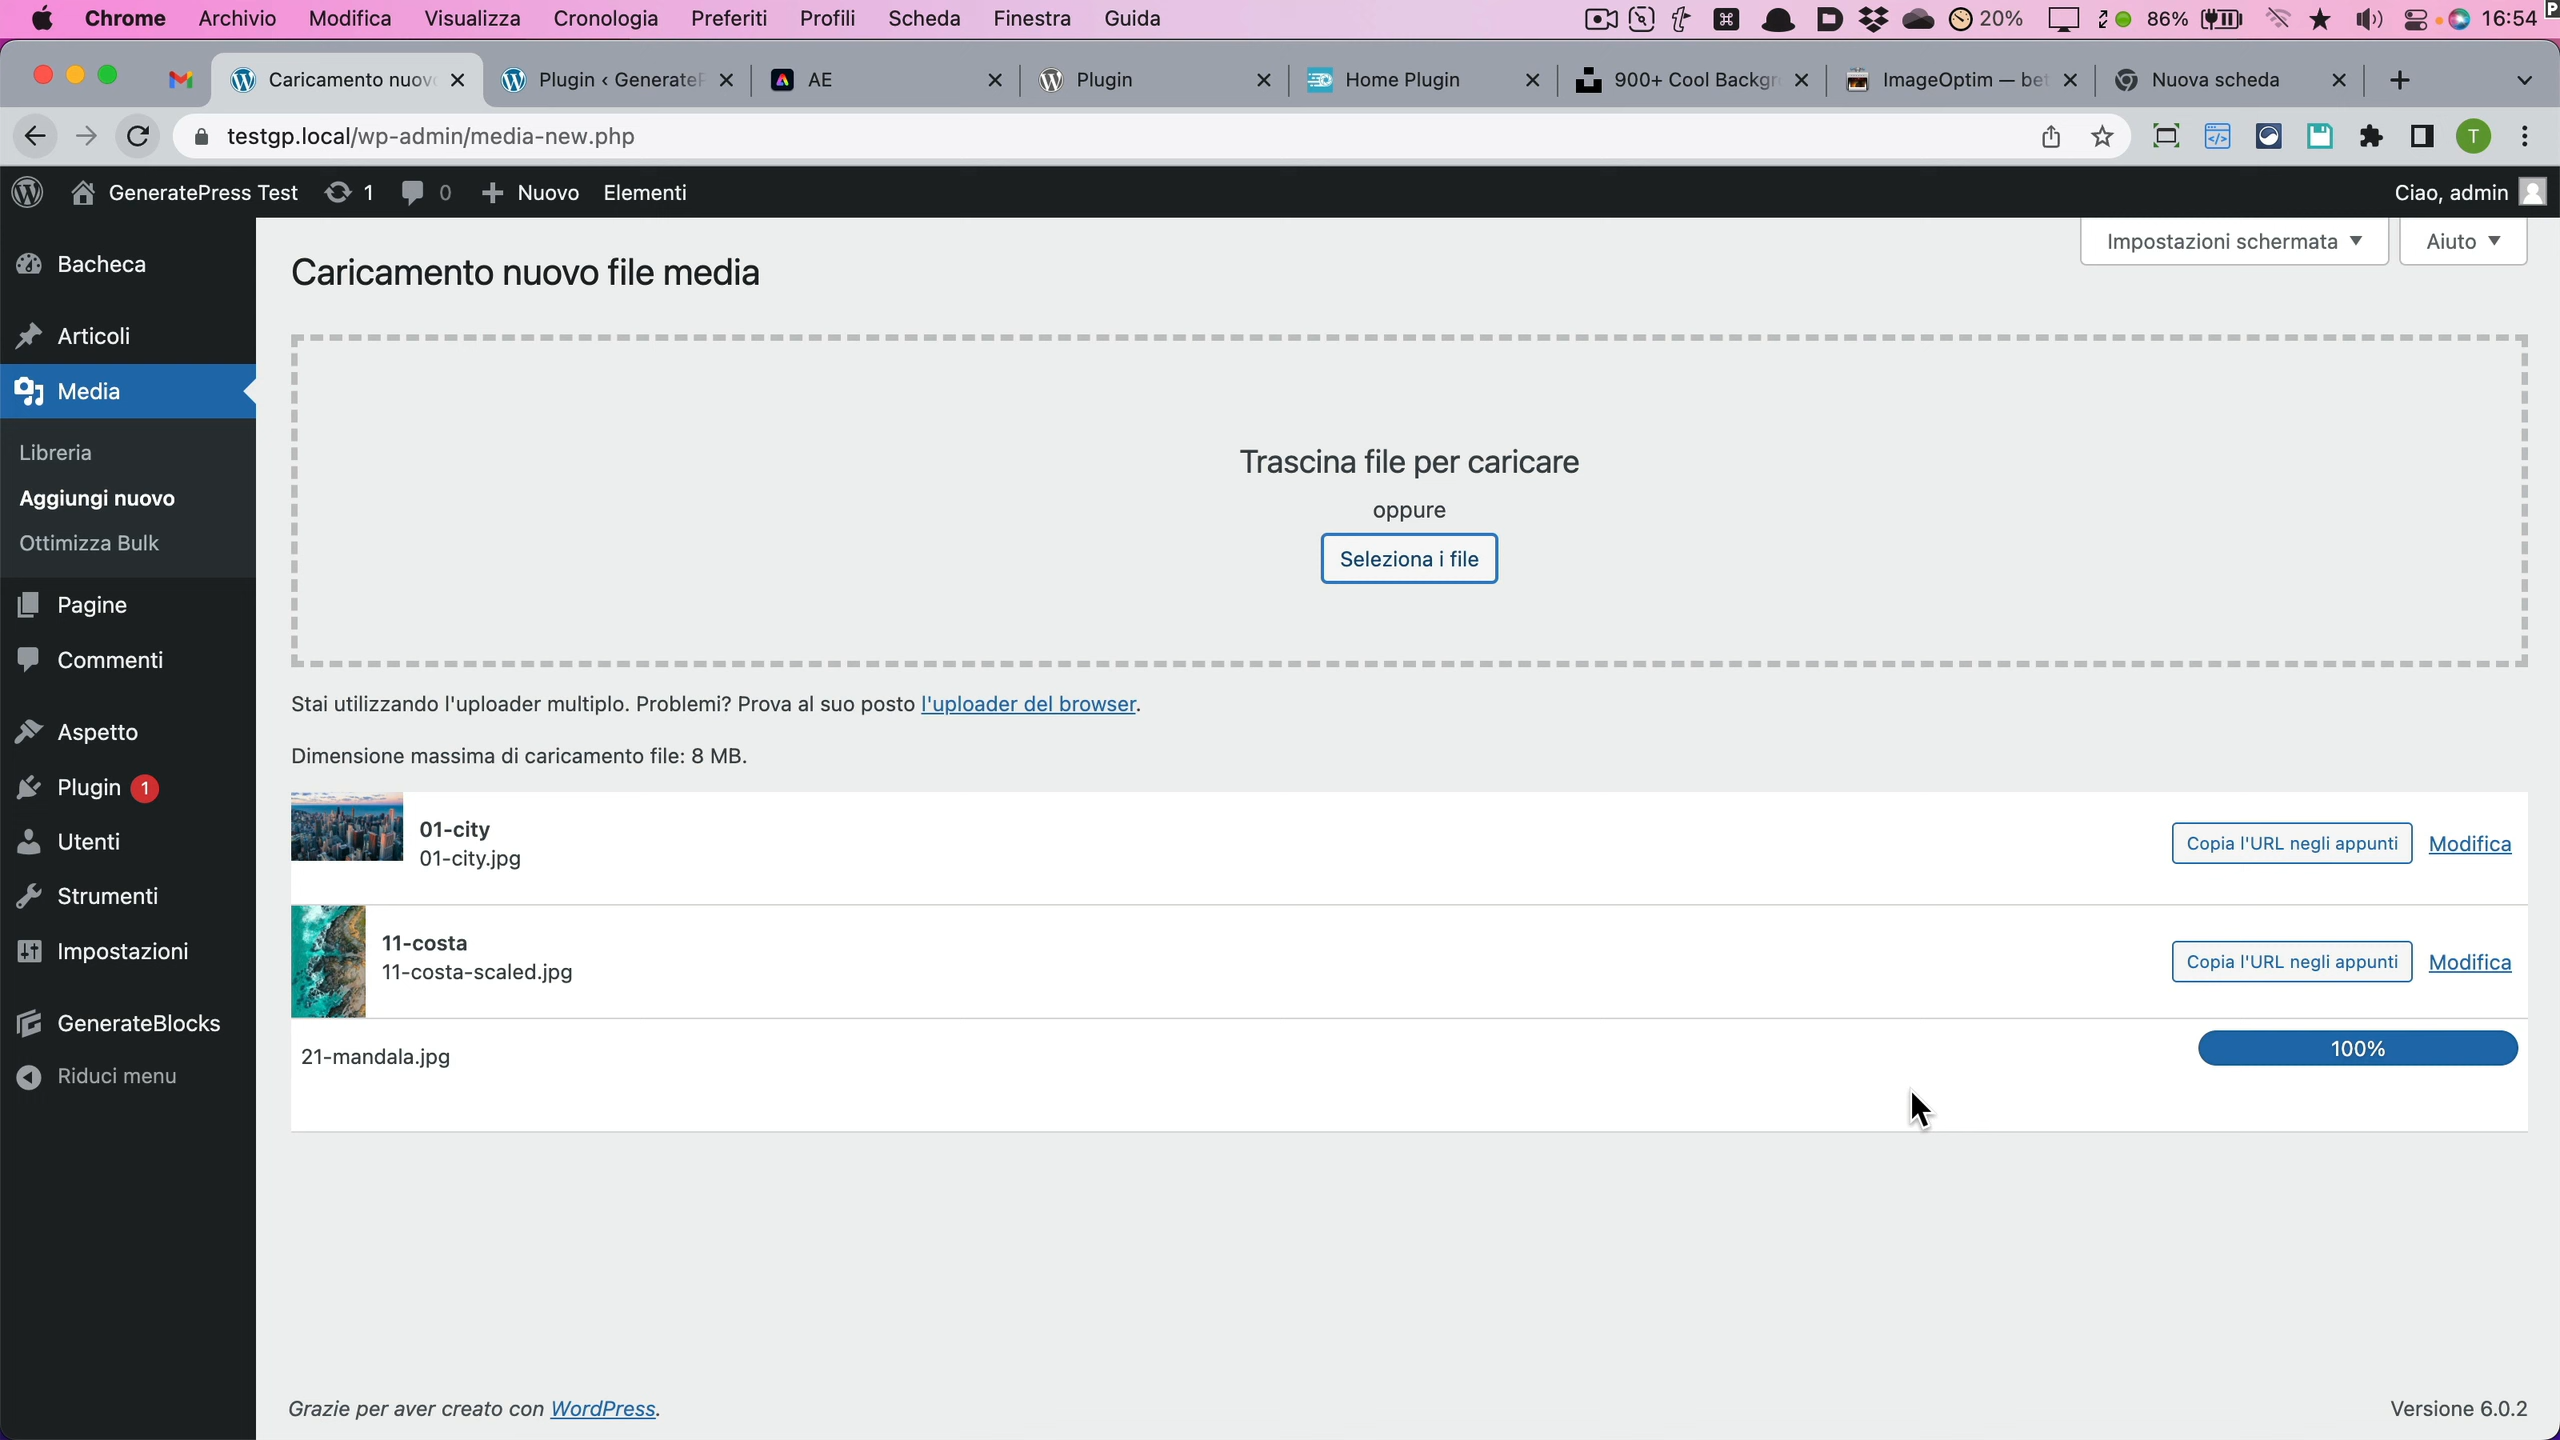 Chrome Archivio Modifica Visualizza Cronologia Preferiti Profili Scheda Finestra Guida 20% 86% 16:54
Caricamento nuov Plugin ‹ Generate AE Plugin Home Plugin 900+ Cool Backgr ImageOptim — bet Nuova scheda
testgp.local/wp-admin/media-new.php T
GeneratePress Test 1 0 Nuovo Elementi Ciao, admin
Impostazioni schermata Aiuto
Bacheca
Articoli
Media
Libreria
Aggiungi nuovo
Ottimizza Bulk
Pagine
Commenti
Aspetto
Plugin 1
Utenti
Strumenti
Impostazioni
GenerateBlocks
Riduci menu
Caricamento nuovo file media
Trascina file per caricare
oppure
Seleziona i file
Stai utilizzando l'uploader multiplo. Problemi? Prova al suo posto l'uploader del browser.
Dimensione massima di caricamento file: 8 MB.
01-city
01-city.jpg
Copia l'URL negli appunti Modifica
11-costa
11-costa-scaled.jpg
Copia l'URL negli appunti Modifica
21-mandala.jpg 100%
Grazie per aver creato con WordPress. Versione 6.0.2